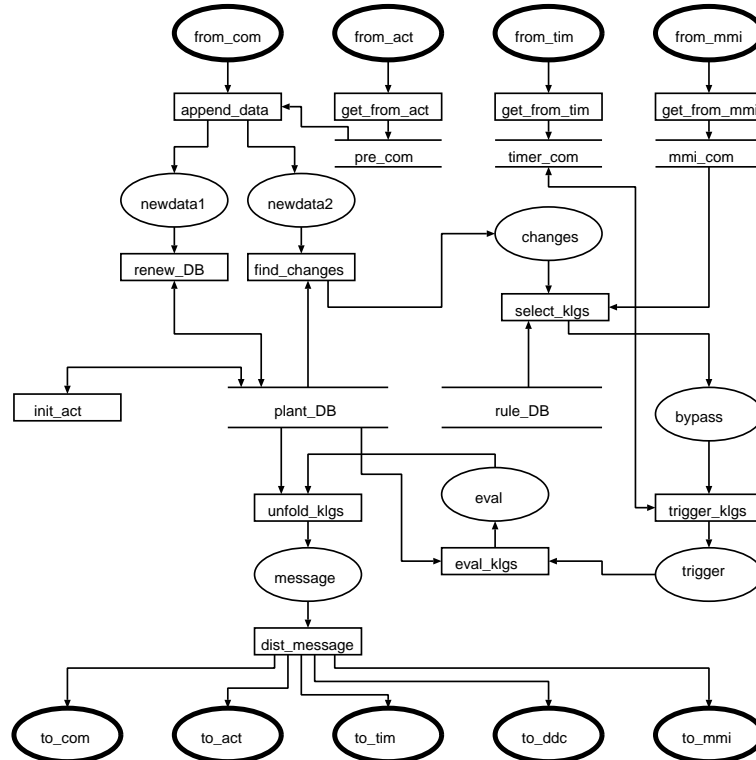 from_com
from_act
from_tim
from_mmi
append_data
get_from_act
get_from_tim
get_from_mmi
pre_com
timer_com
mmi_com
newdata1
newdata2
changes
renew_DB
find_changes
select_klgs
init_act
plant_DB
rule_DB
bypass
eval
unfold_klgs
trigger_klgs
message
eval_klgs
trigger
dist_message
to_com
to_act
to_tim
to_ddc
to_mmi